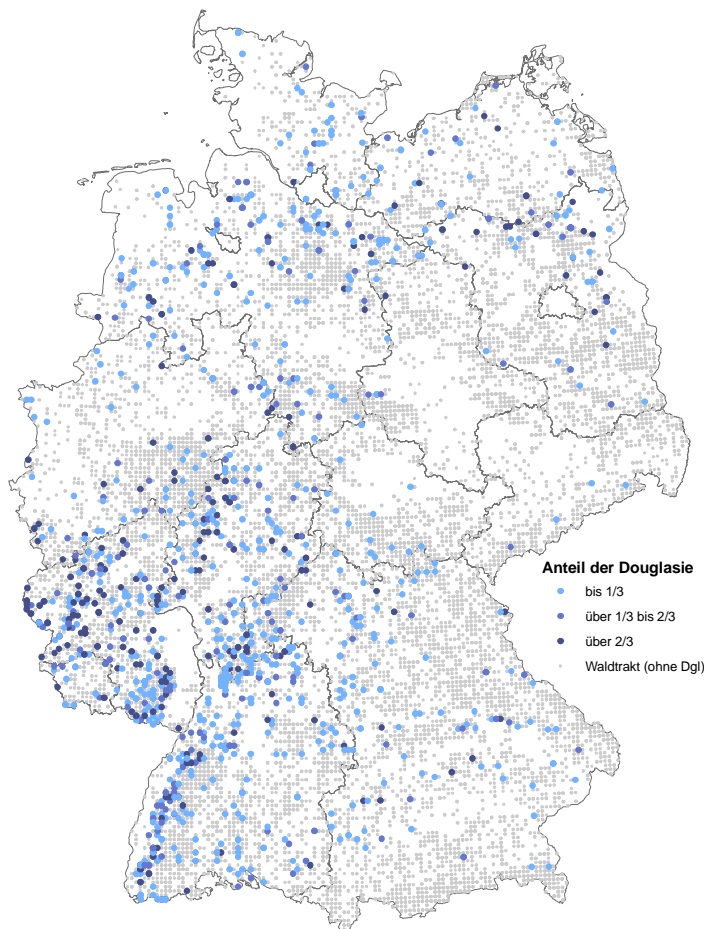 Anteil der Douglasie
bis 1/3
über 1/3 bis 2/3
über 2/3
Waldtrakt (ohne Dgl)